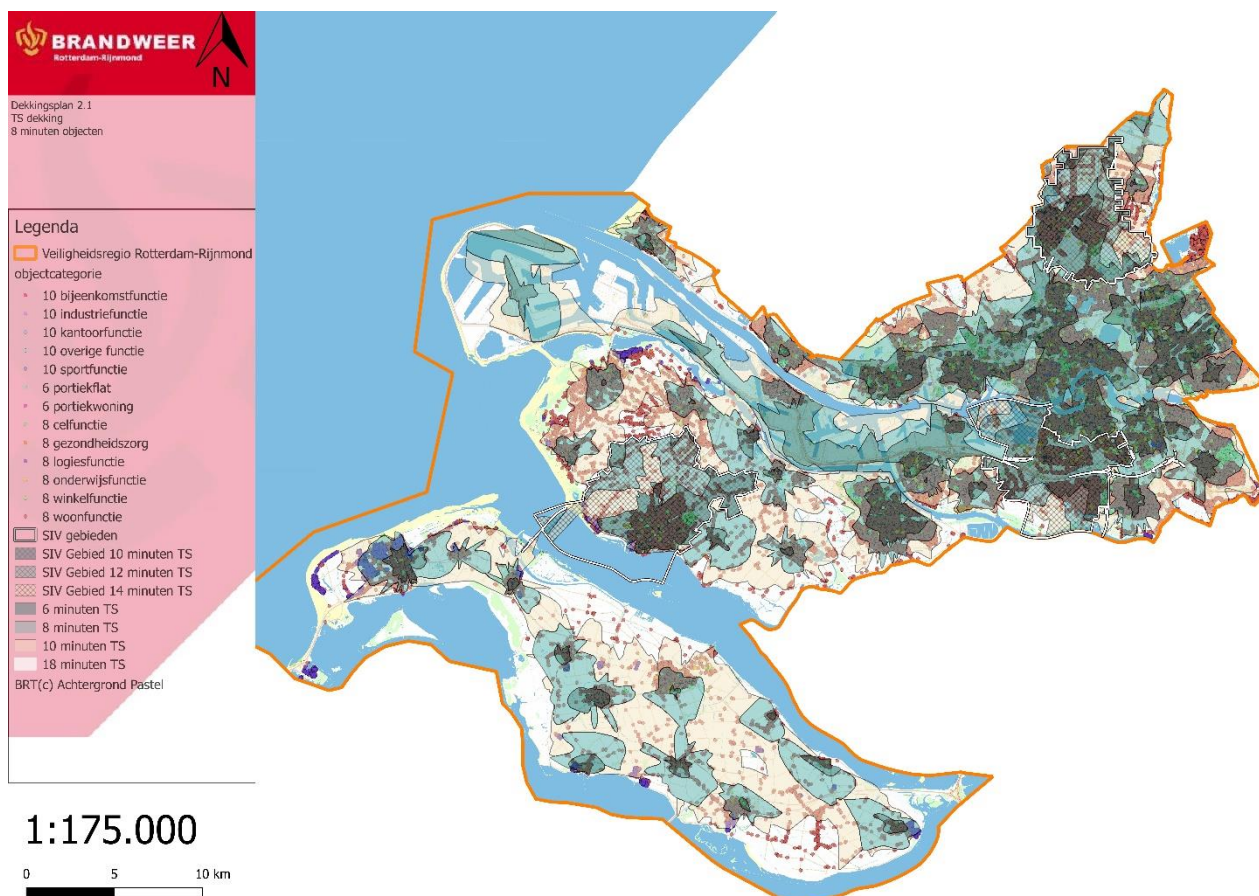 BRANDWEER
Rotterdam-Rijnmond
N
Dekkingsplan 2.1
TS dekking
8 minuten objecten
Legenda
Veiligheidsregio Rotterdam-Rijnmond
objectcategorie
10 bijeenkomstfunctie
10 industriefunctie
10 kantoorfunctie
10 overige functie
10 sportfunctie
6 portiekflat
6 portiekwoning
8 celfunctie
8 gezondheidszorg
8 logiesfunctie
8 onderwijsfunctie
8 winkelfunctie
8 woonfunctie
SIV gebieden
SIV Gebied 10 minuten TS
SIV Gebied 12 minuten TS
SIV Gebied 14 minuten TS
6 minuten TS
8 minuten TS
10 minuten TS
18 minuten TS
BRT(c) Achtergrond Pastel
1:175.000
0 5 10 km